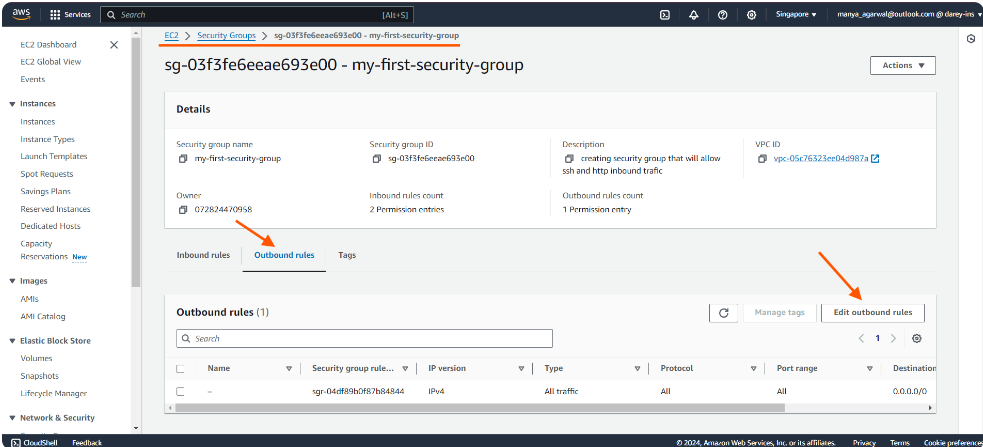 aws Services Search [Alt+S] Singapore manya_agarwal@outlook.com @ darey-ins
EC2 Dashboard
EC2 Global View
Events
Instances
Instances
Instance Types
Launch Templates
Spot Requests
Savings Plans
Reserved Instances
Dedicated Hosts
Capacity
Reservations New
Images
AMIs
AMI Catalog
Elastic Block Store
Volumes
Snapshots
Lifecycle Manager
Network & Security
EC2 > Security Groups > sg-03f3fe6eeae693e00 - my-first-security-group
sg-03f3fe6eeae693e00 - my-first-security-group
Actions
Details
Security group name
my-first-security-group
Security group ID
sg-03f3fe6eeae693e00
Description
creating security group that will allow
ssh and http inbound trafic
VPC ID
vpc-05c76323ee04d987a
Owner
072824470958
Inbound rules count
2 Permission entries
Outbound rules count
1 Permission entry
Inbound rules Outbound rules Tags
Outbound rules (1)
Manage tags Edit outbound rules
Search
1
Name Security group rule... IP version Type Protocol Port range Destination
– sgr-04df89b0f87b84844 IPv4 All traffic All All 0.0.0.0/0
CloudShell Feedback © 2024, Amazon Web Services, Inc. or its affiliates. Privacy Terms Cookie preferences